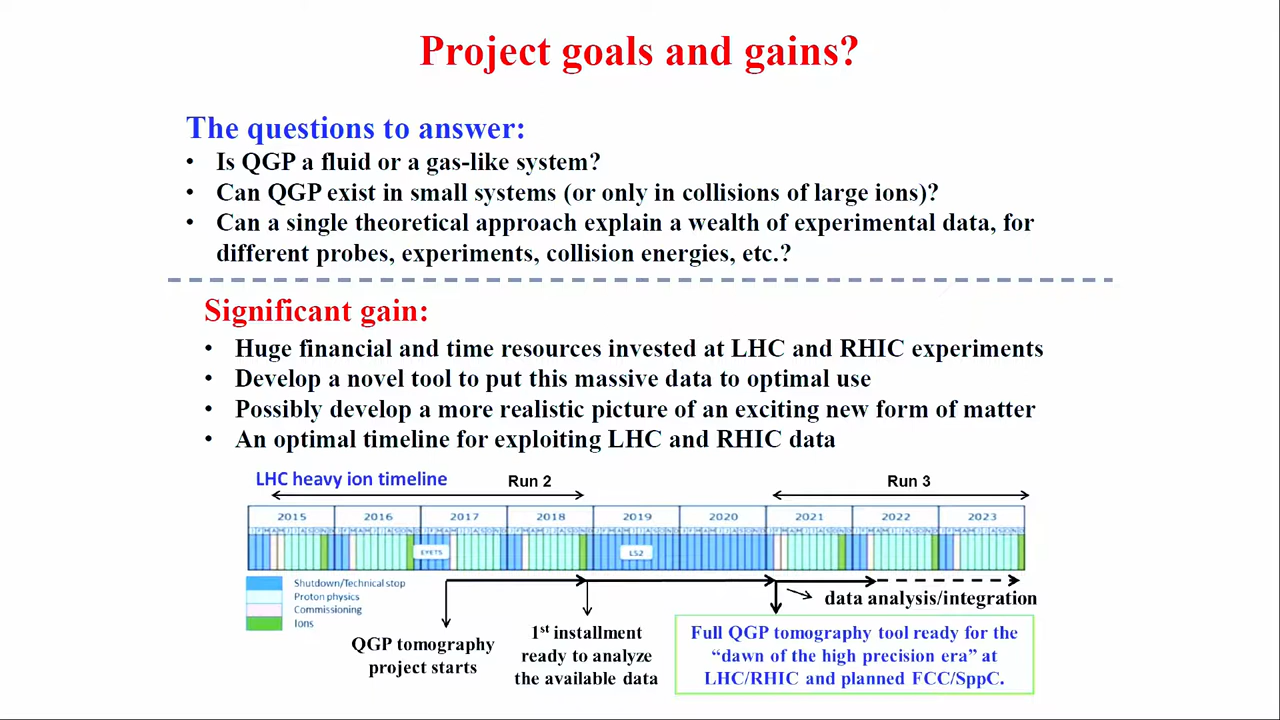 Project goals and gains?
The questions to answer:
• Is QGP a fluid or a gas-like system?
• Can QGP exist in small systems (or only in collisions of large ions)?
• Can a single theoretical approach explain a wealth of experimental data, for
different probes, experiments, collision energies, etc.?
Significant gain:
• Huge financial and time resources invested at LHC and RHIC experiments
• Develop a novel tool to put this massive data to optimal use
• Possibly develop a more realistic picture of an exciting new form of matter
• An optimal timeline for exploiting LHC and RHIC data
LHC heavy ion timeline
Run 2
Run 3
2015 2016 2017 2018 2019 2020 2021 2022 2023
EYETS
LS2
Shutdown/Technical stop
Proton physics
Commissioning
Ions
data analysis/integration
QGP tomography
project starts
1st installment
ready to analyze
the available data
Full QGP tomography tool ready for the
“dawn of the high precision era” at
LHC/RHIC and planned FCC/SppC.